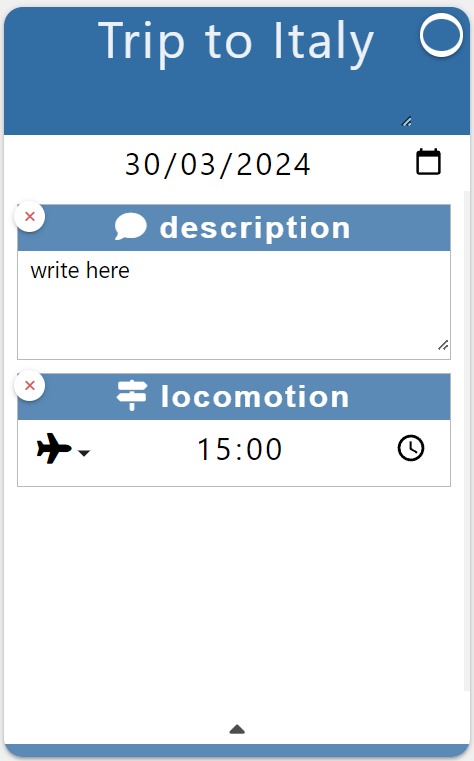 Trip to Italy
30/03/2024
description
write here
locomotion
15:00